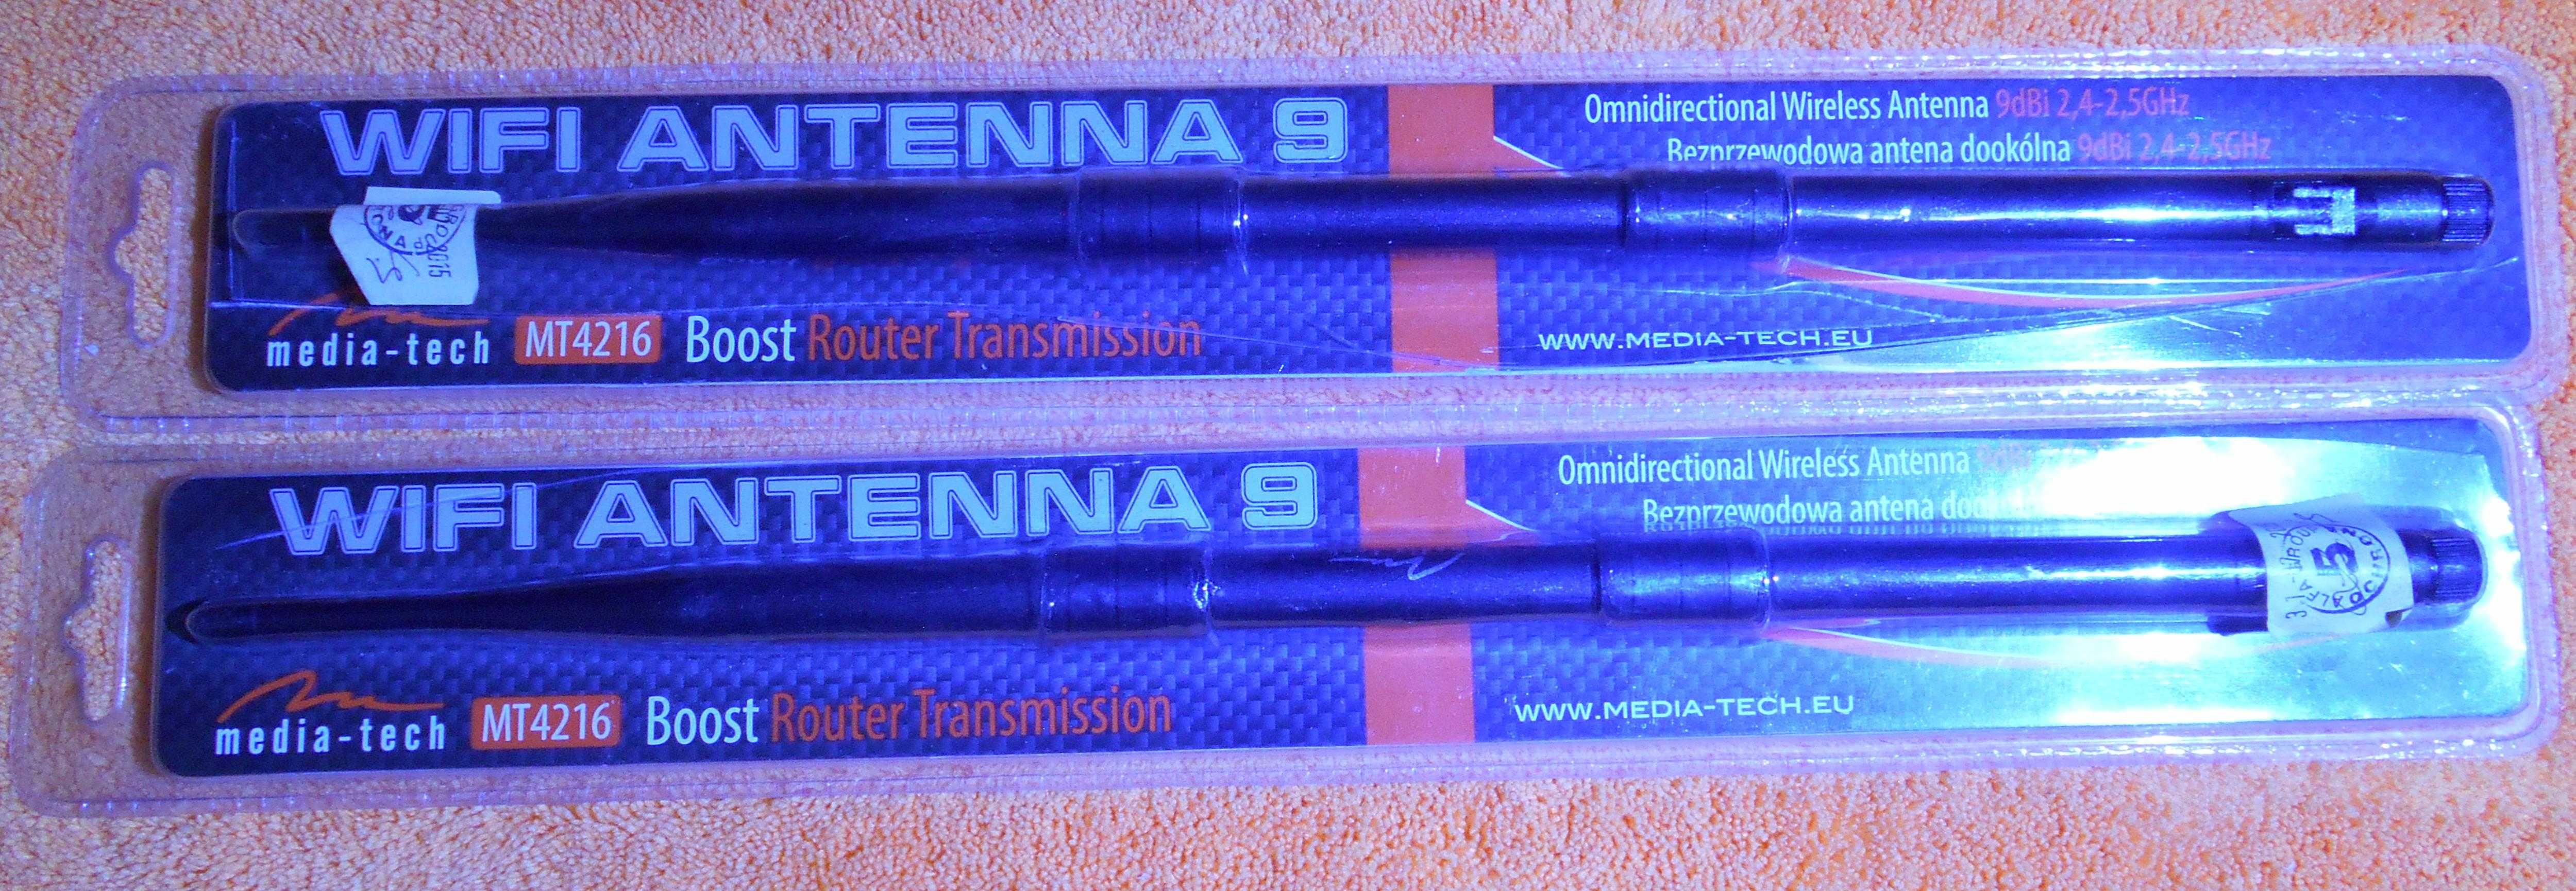 WIFI ANTENNA 9
Omnidirectional Wireless Antenna 9dBi 2,4-2,5GHz
Bezprzewodowa antena dookólna 9dBi 2,4-2,5GHz
media-tech MT4216 Boost Router Transmission
WWW.MEDIA-TECH.EU
WIFI ANTENNA 9
Omnidirectional Wireless Antenna
Bezprzewodowa antena
media-tech MT4216 Boost Router Transmission
WWW.MEDIA-TECH.EU